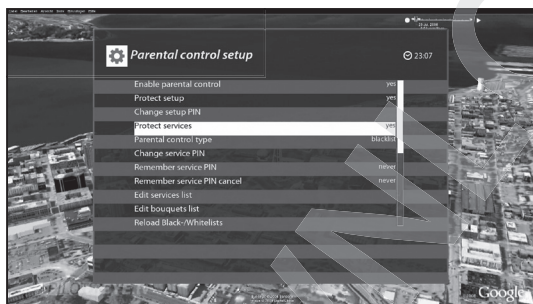 Parental control setup
23:07
Enable parental control yes
Protect setup yes
Change setup PIN
Protect services yes
Parental control type blacklist
Change service PIN
Remember service PIN never
Remember service PIN cancel never
Edit services list
Edit bouquets list
Reload Black-/Whitelists
Google